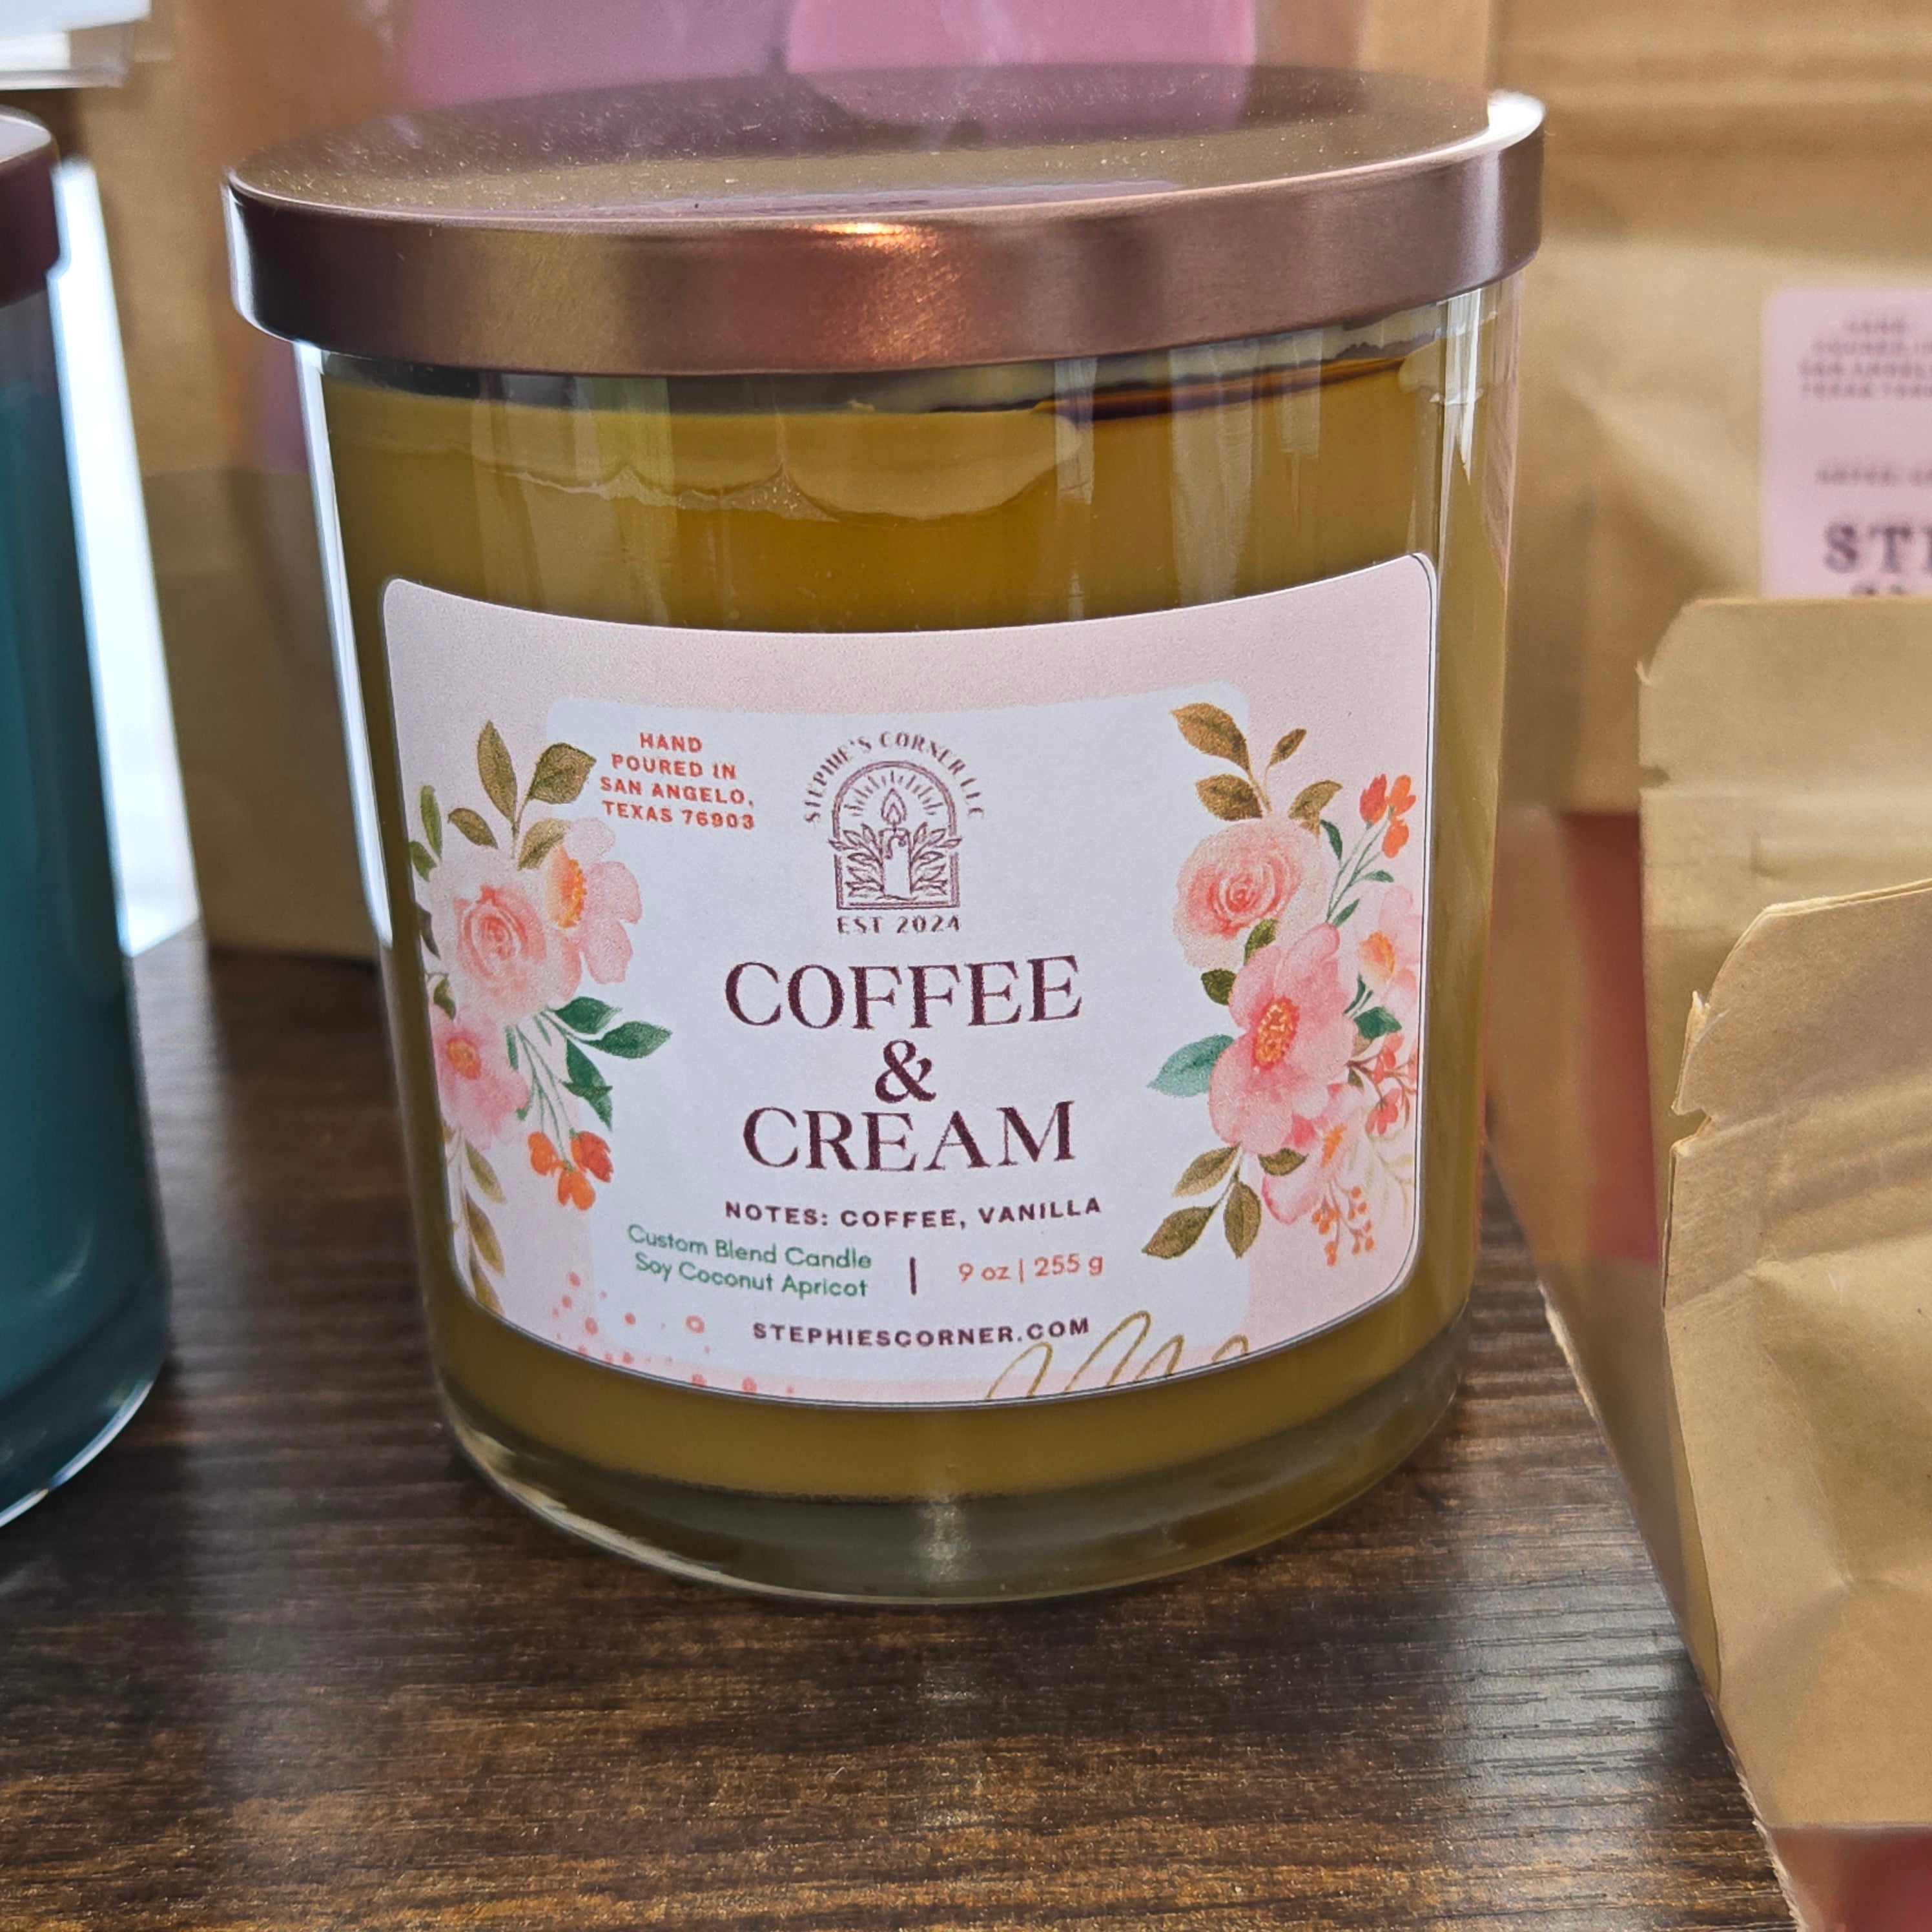 HAND
POURED IN
SAN ANGELO,
TEXAS 76903
STEPHIE'S CORNER LLC
EST 2024
COFFEE
&
CREAM
NOTES: COFFEE, VANILLA
Custom Blend Candle
Soy Coconut Apricot
9 oz | 255 g
STEPHIESCORNER.COM